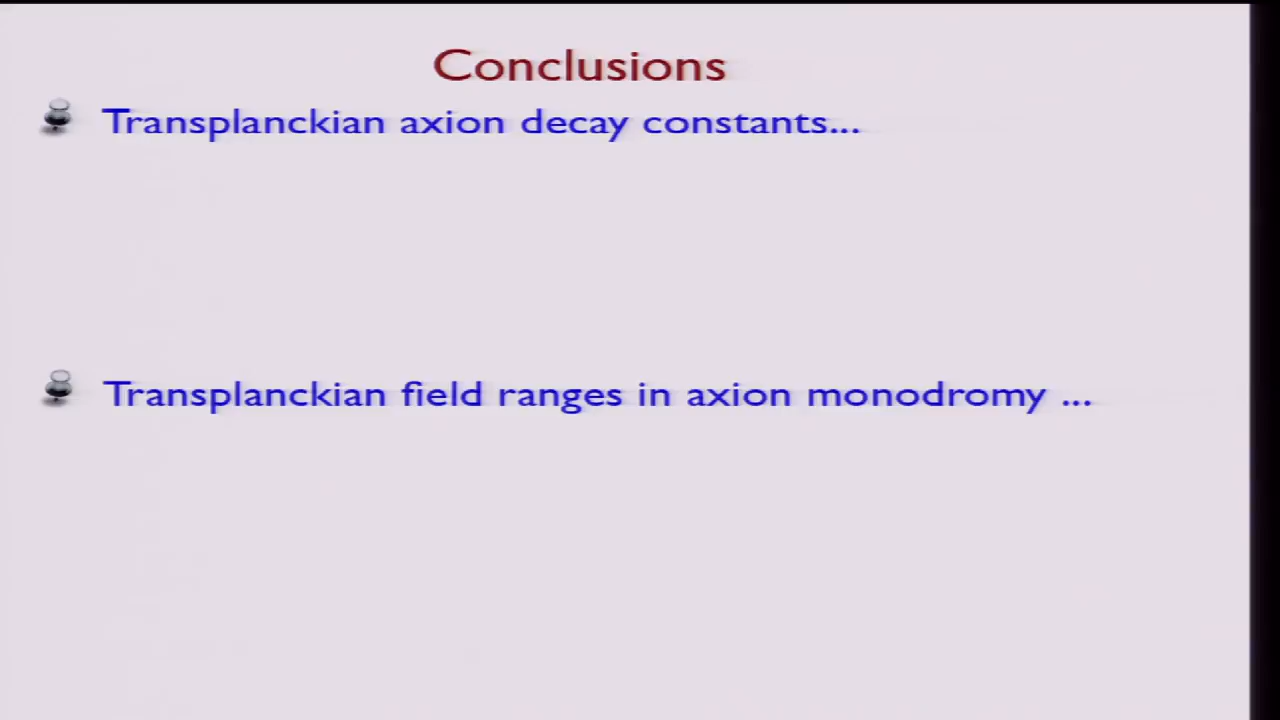 Conclusions
Transplanckian axion decay constants...
Transplanckian field ranges in axion monodromy ...